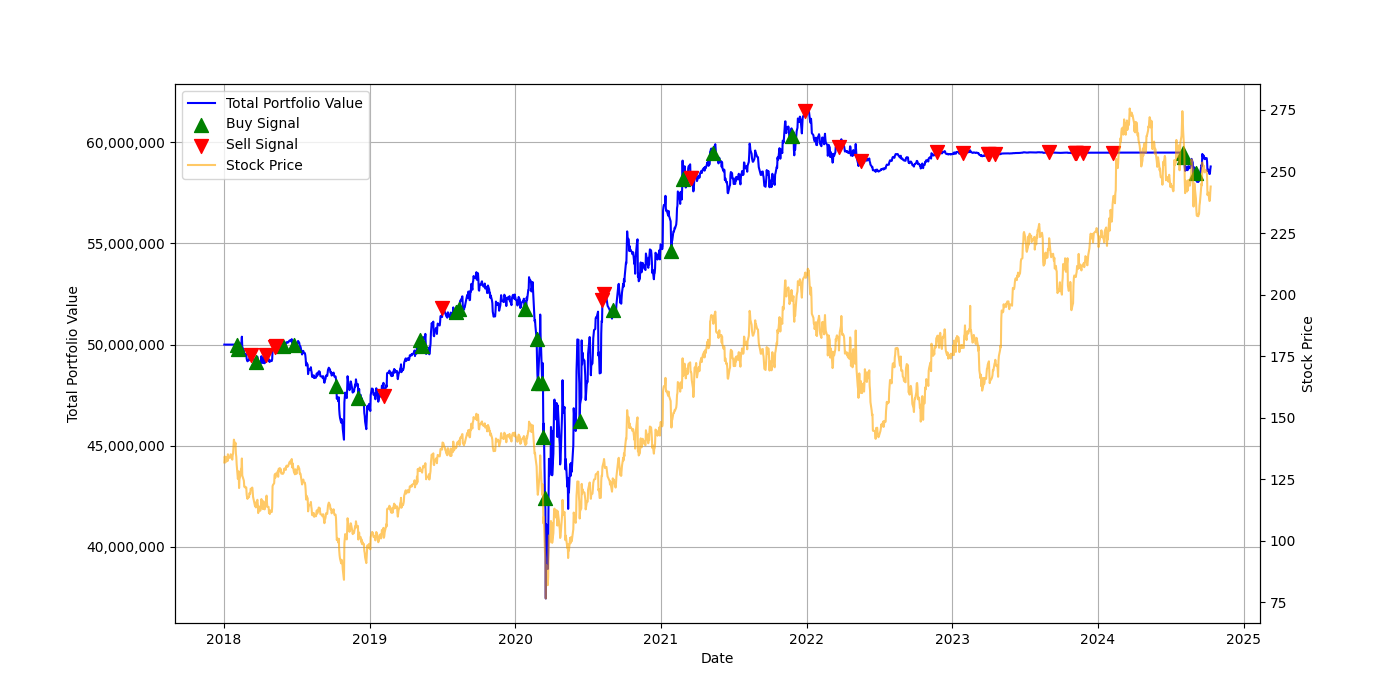 Total Portfolio Value
Buy Signal
Sell Signal
Stock Price
60,000,000
55,000,000
50,000,000
45,000,000
40,000,000
Total Portfolio Value
275
250
225
200
175
150
125
100
75
Stock Price
2018 2019 2020 2021 2022 2023 2024 2025
Date